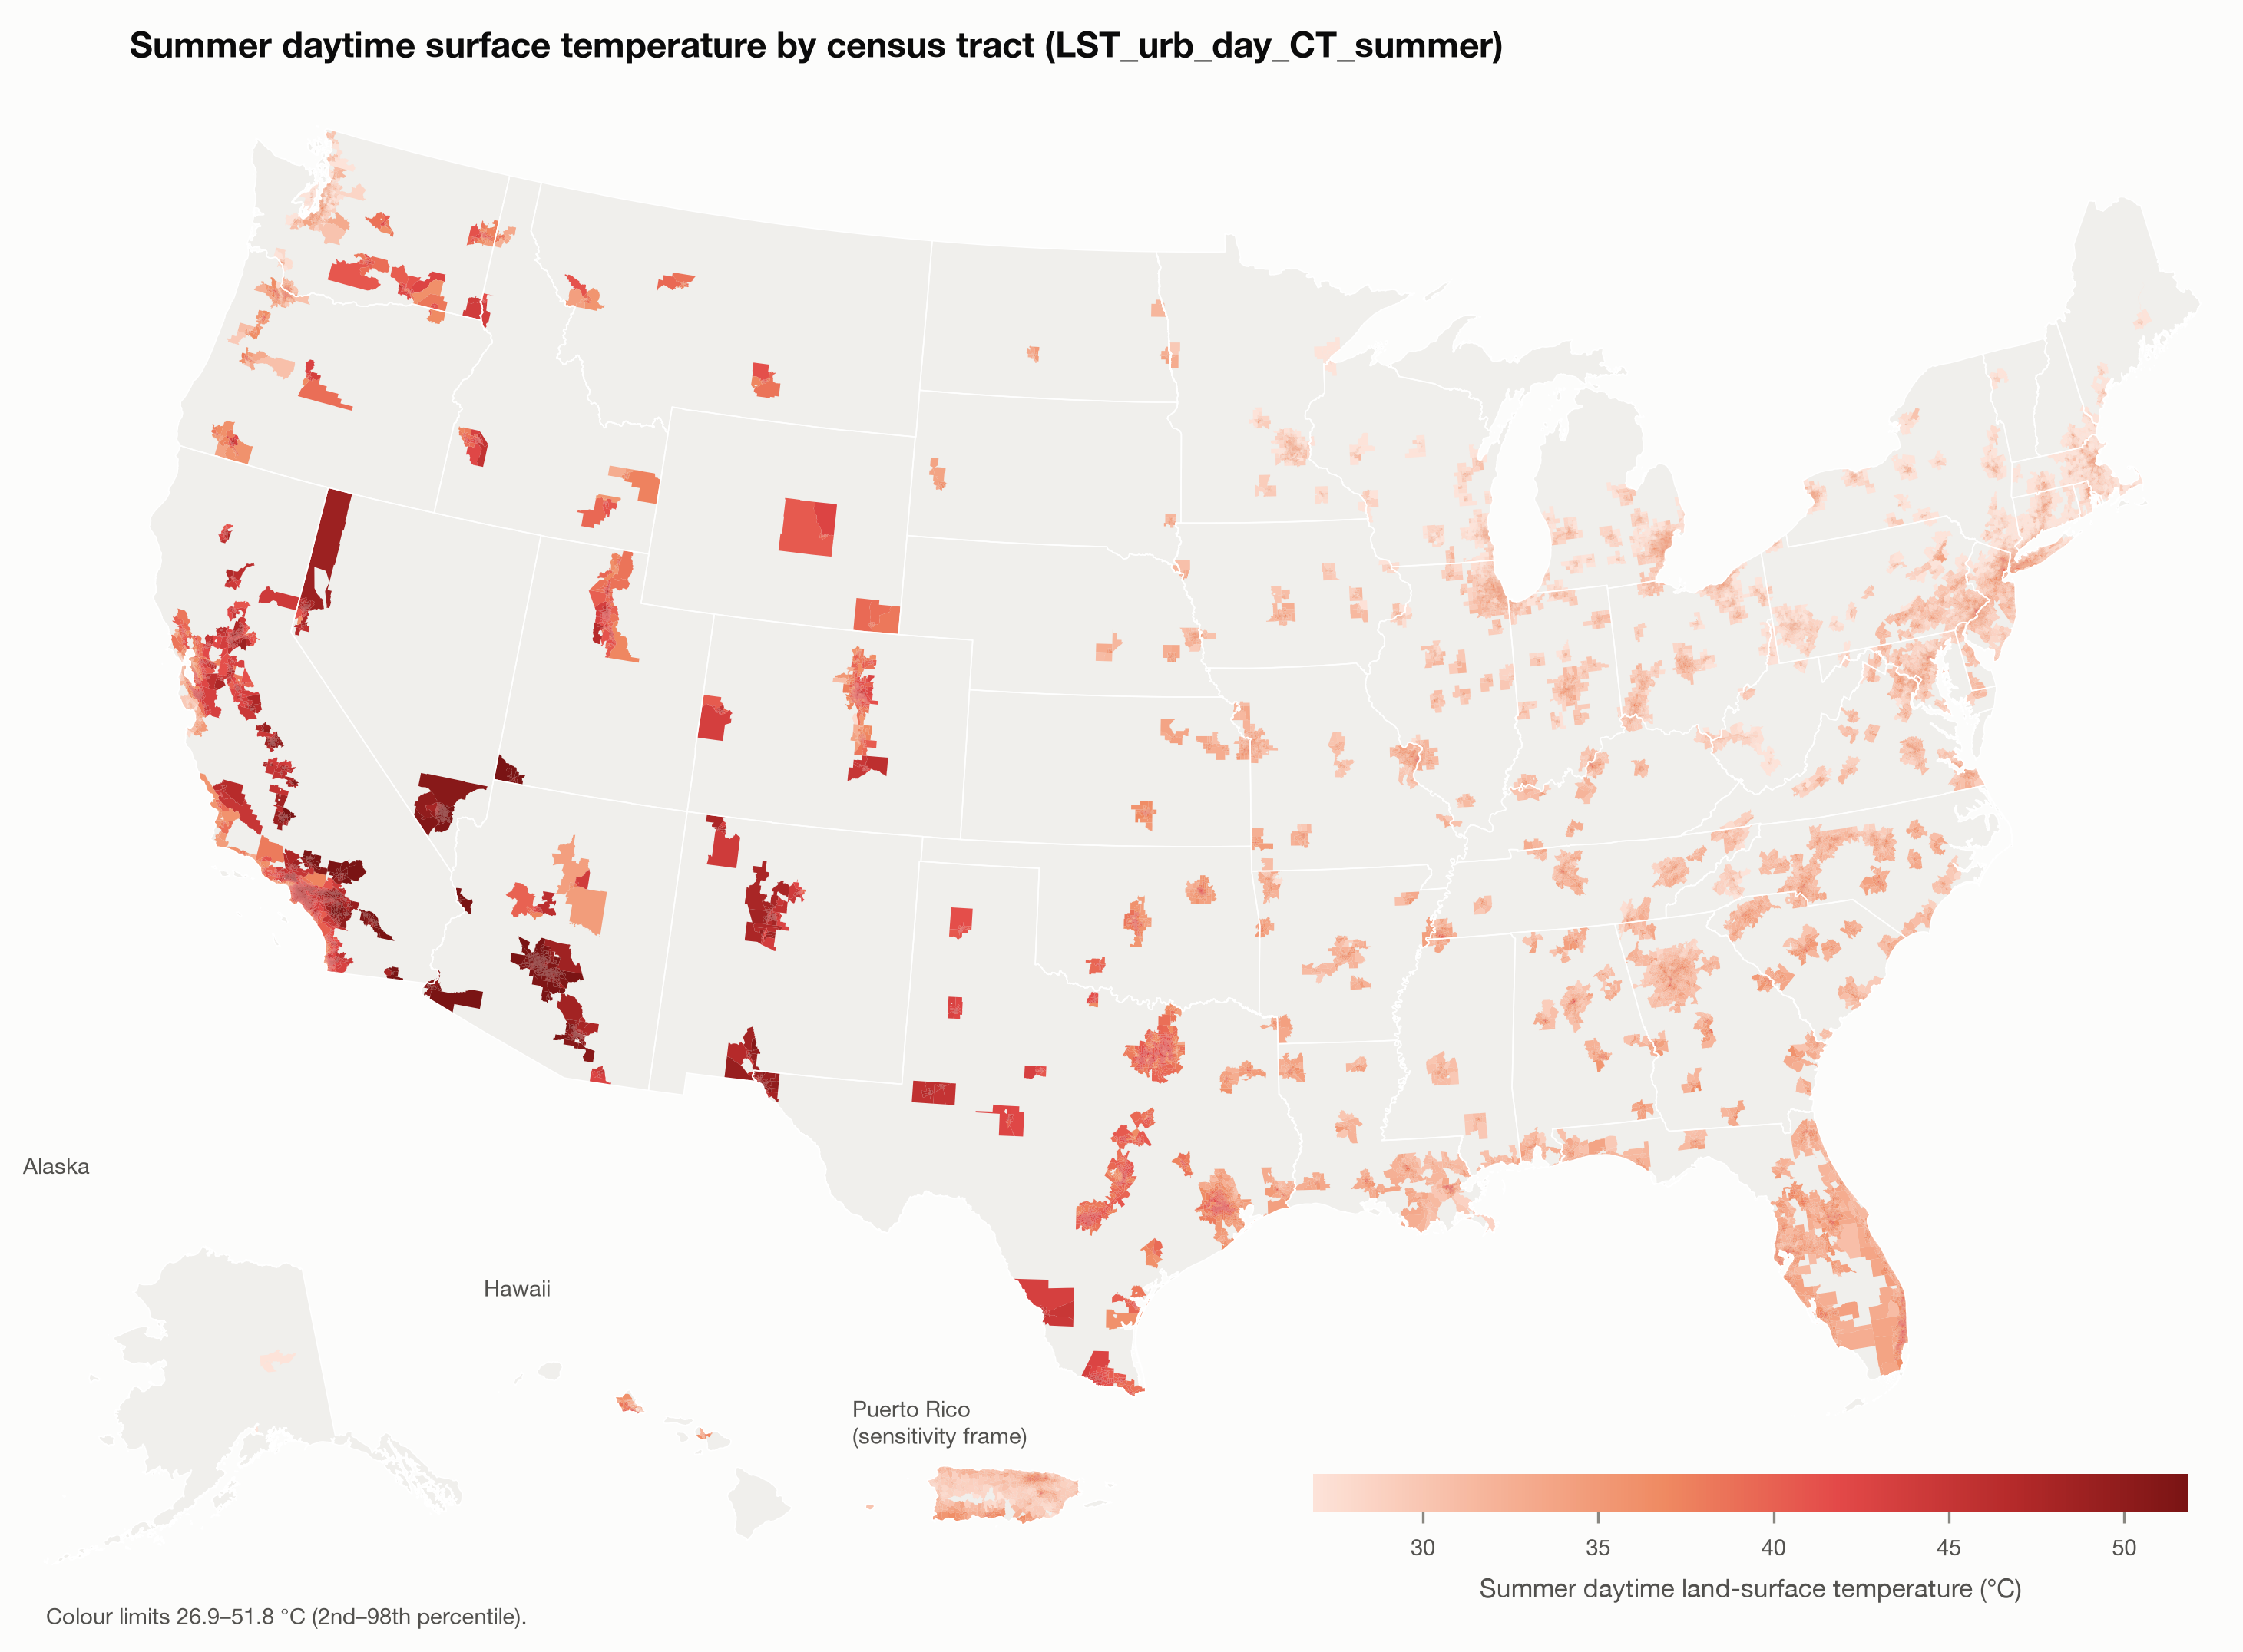 Summer daytime surface temperature by census tract (LST_urb_day_CT_summer)
Alaska
Hawaii
Puerto Rico
(sensitivity frame)
30 35 40 45 50
Summer daytime land-surface temperature (°C)
Colour limits 26.9–51.8 °C (2nd–98th percentile).